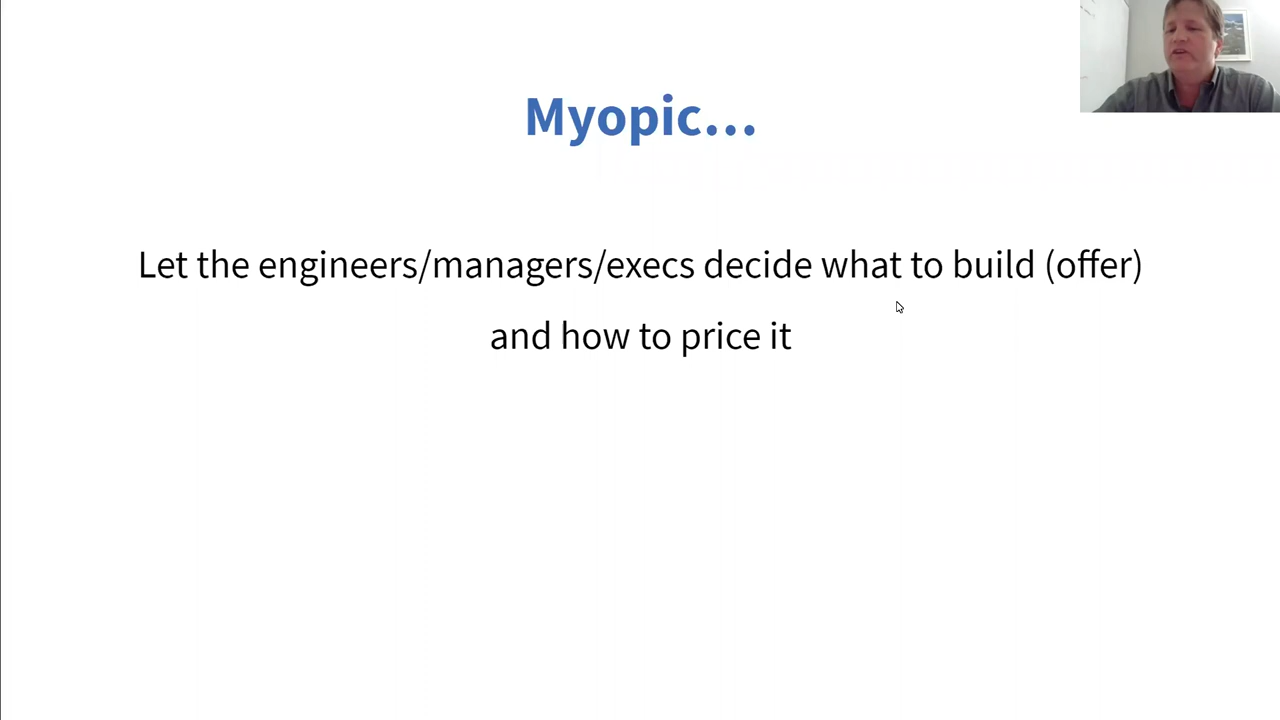 Myopic...
Let the engineers/managers/execs decide what to build (offer)
and how to price it